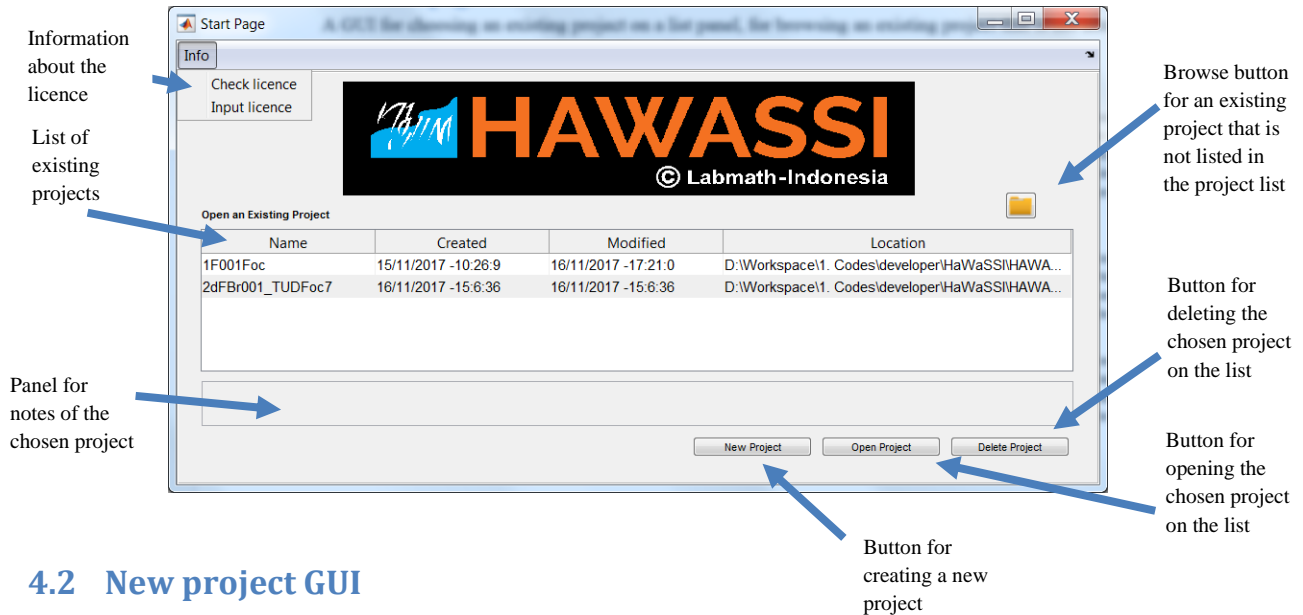 Start Page
Info
Check licence
Input licence
HAWASSI
© Labmath-Indonesia
Open an Existing Project
Name Created Modified Location
1F001Foc 15/11/2017 -10:26:9 16/11/2017 -17:21:0 D:\Workspace\1. Codes\developer\HaWaSSI\HAWA...
2dFBr001_TUDFoc7 16/11/2017 -15:6:36 16/11/2017 -15:6:36 D:\Workspace\1. Codes\developer\HaWaSSI\HAWA...
New Project Open Project Delete Project
Information
about the
licence
List of
existing
projects
Panel for
notes of the
chosen project
Browse button
for an existing
project that is
not listed in
the project list
Button for
deleting the
chosen project
on the list
Button for
opening the
chosen project
on the list
Button for
creating a new
project
4.2 New project GUI